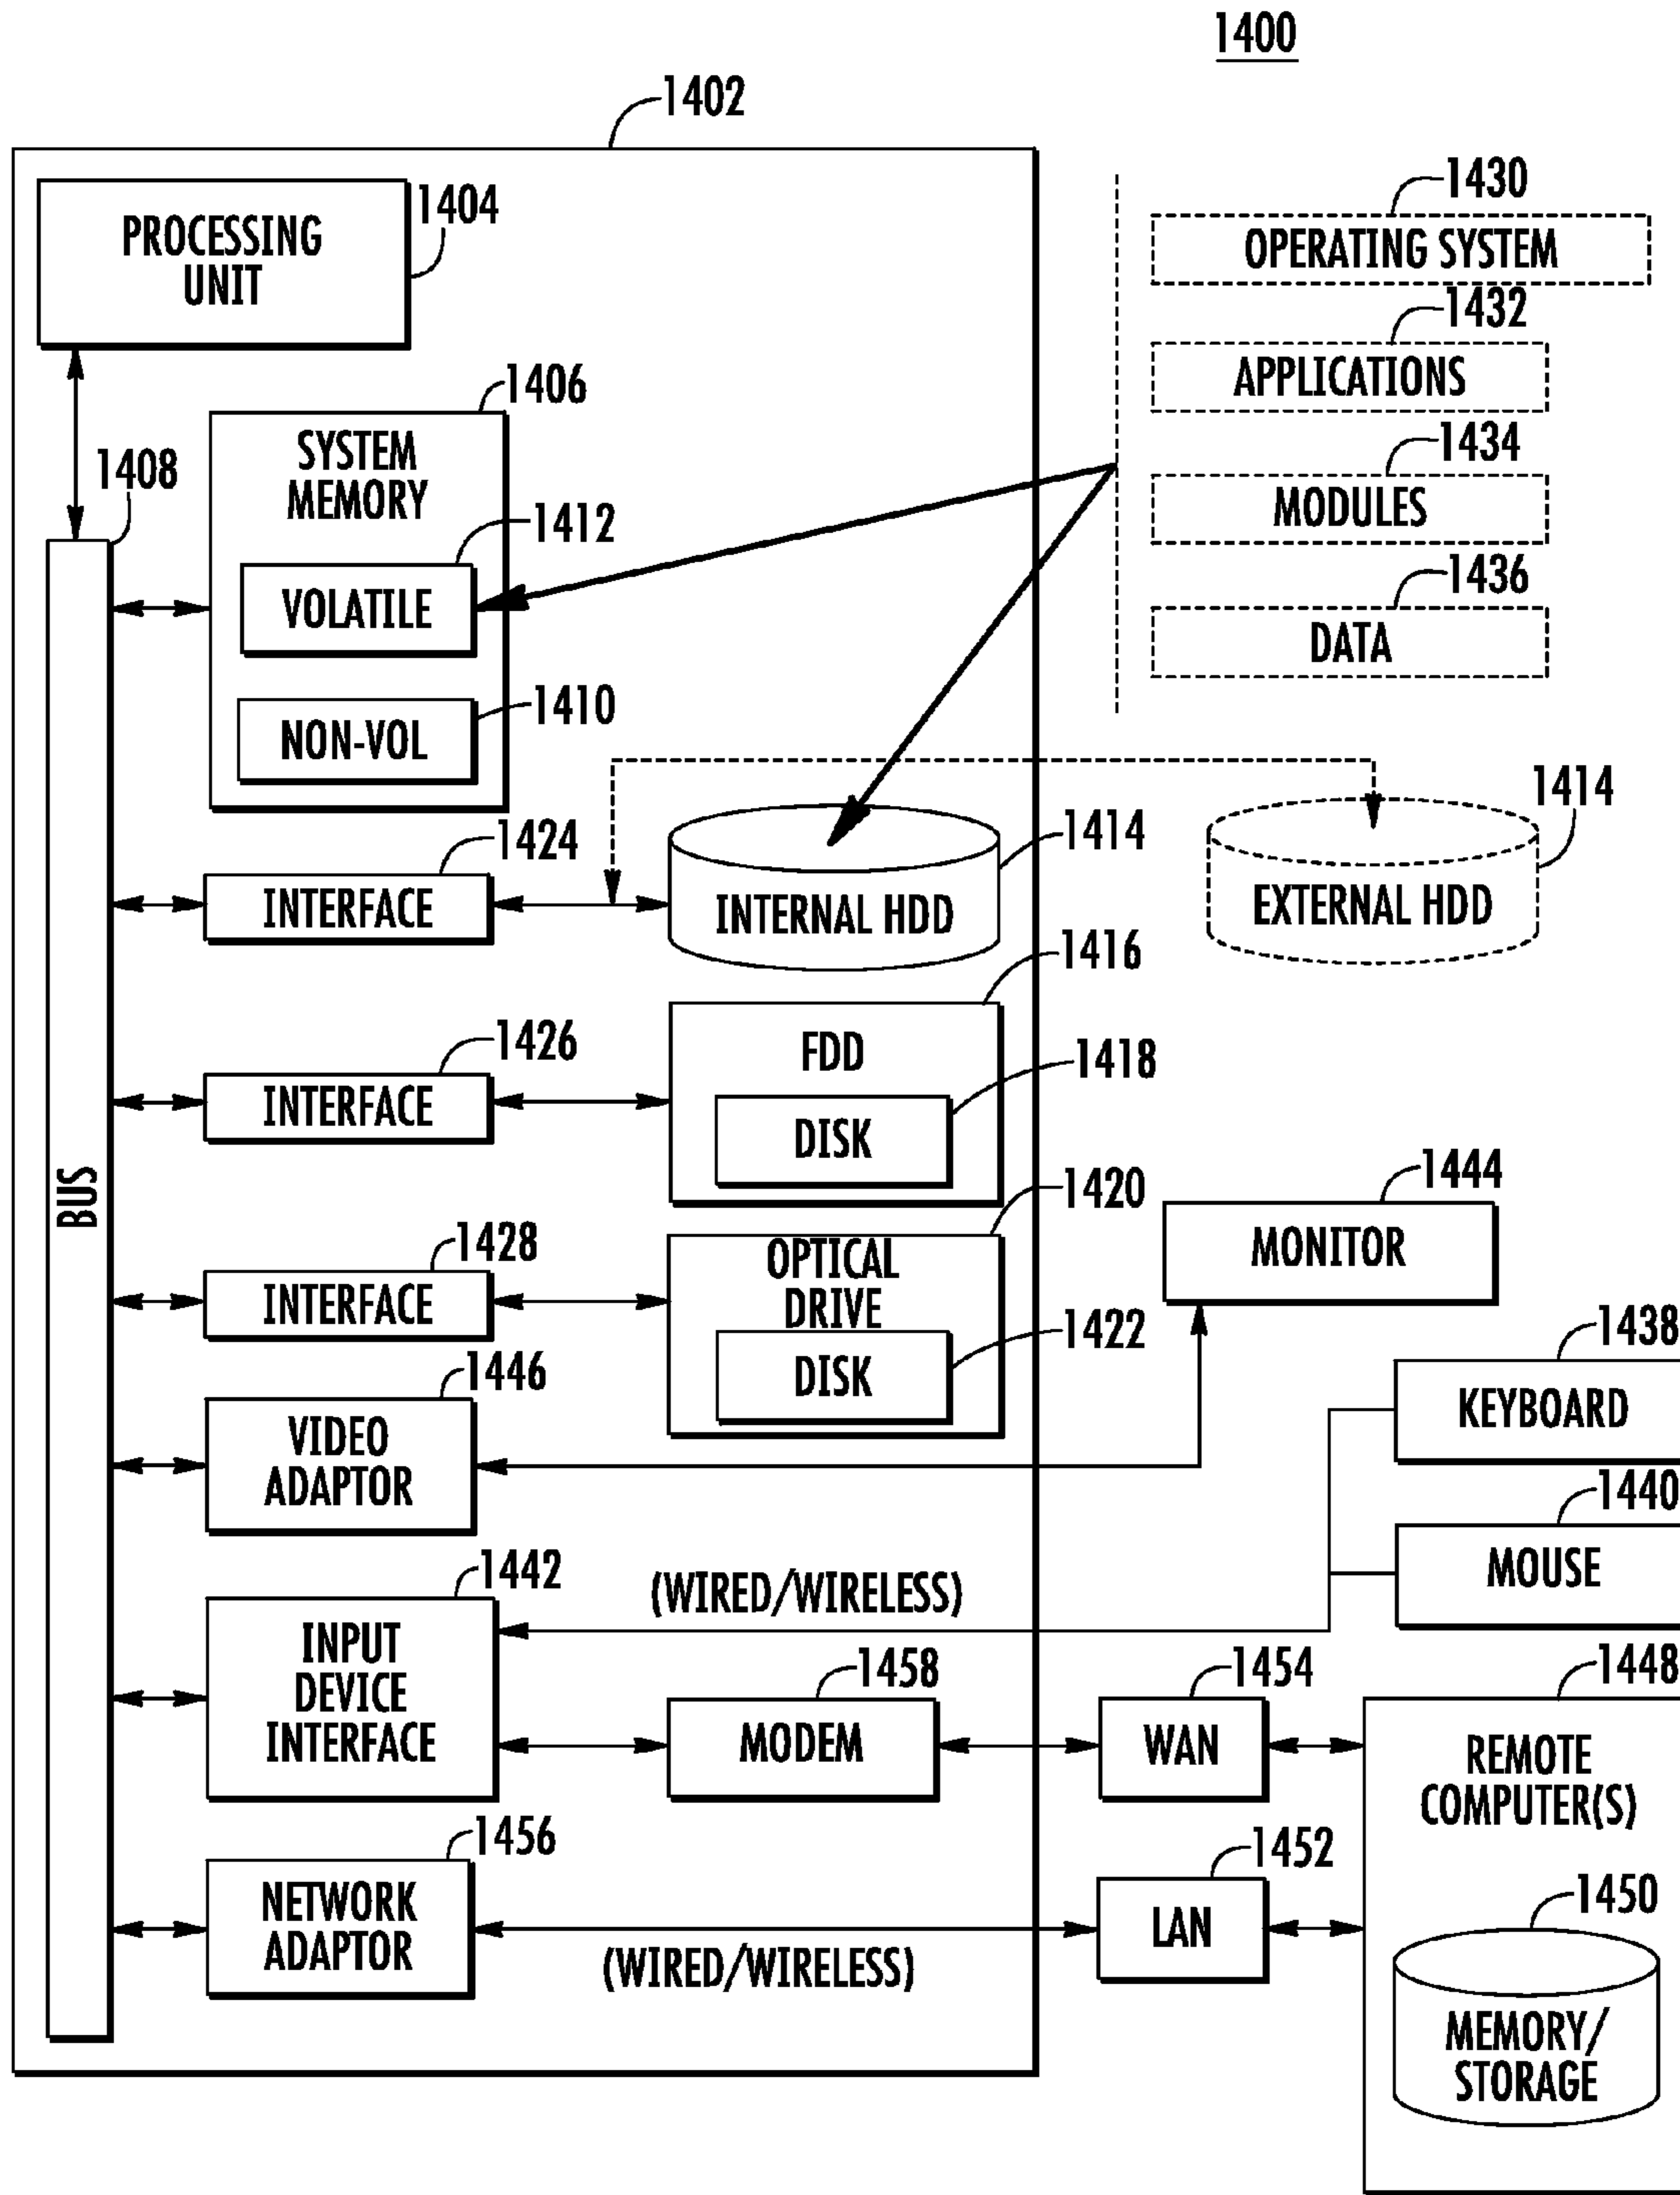 1400
1402
PROCESSING
UNIT
1404
1430
OPERATING SYSTEM
1432
APPLICATIONS
1434
MODULES
1436
DATA
1406
SYSTEM
MEMORY
1408
1412
VOLATILE
1410
NON-VOL
BUS
1424
INTERFACE
1414
INTERNAL HDD
1414
EXTERNAL HDD
1416
FDD
1418
DISK
1426
INTERFACE
1420
OPTICAL
DRIVE
1422
DISK
1428
INTERFACE
1444
MONITOR
1446
VIDEO
ADAPTOR
1438
KEYBOARD
1440
MOUSE
1442
INPUT
DEVICE
INTERFACE
(WIRED/WIRELESS)
1458
MODEM
1454
WAN
1448
REMOTE
COMPUTER(S)
1456
NETWORK
ADAPTOR
(WIRED/WIRELESS)
1452
LAN
1450
MEMORY/
STORAGE